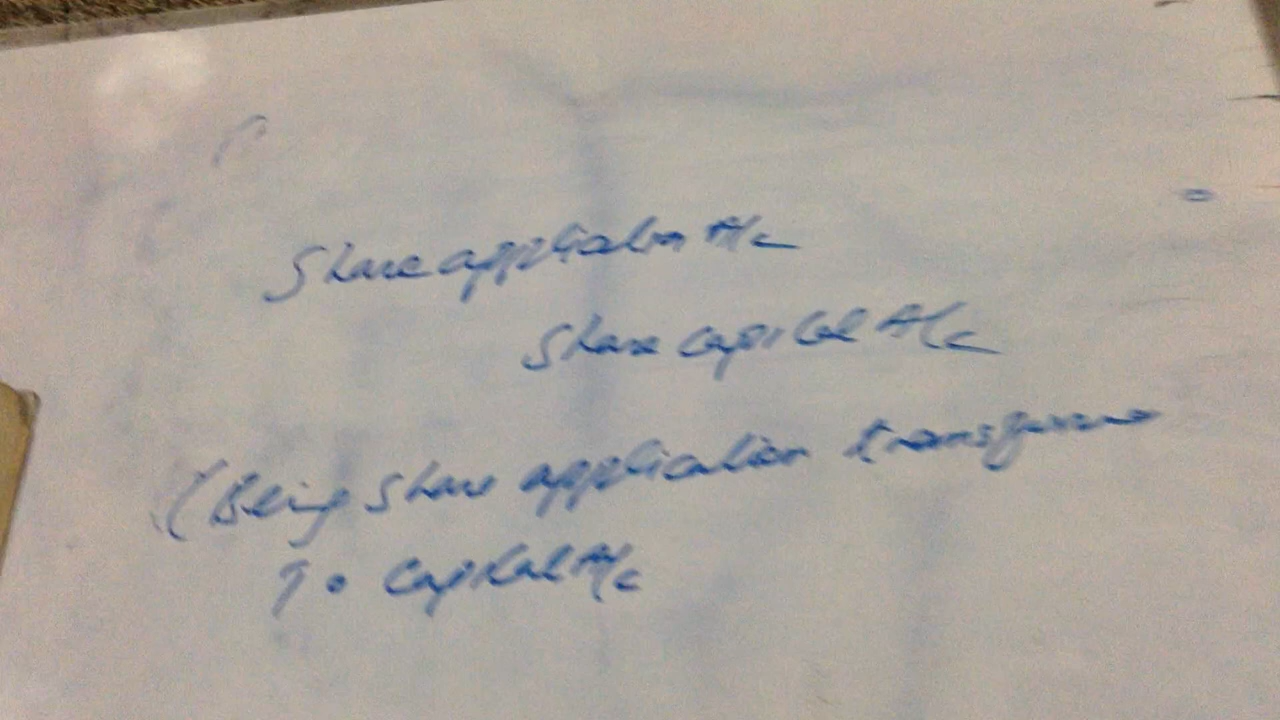 Share application A/c
Share capital A/c
(Being Share application transferred
To Capital A/c